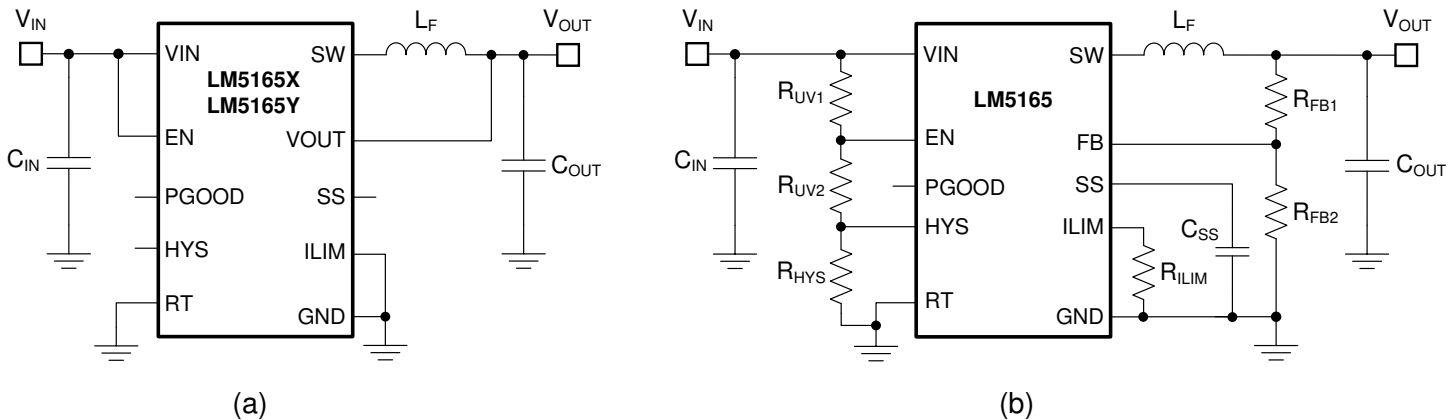 VIN
LF
VOUT
VIN
SW
LM5165X
LM5165Y
EN
VOUT
CIN
COUT
PGOOD
SS
HYS
ILIM
RT
GND
(a)
VIN
LF
VOUT
VIN
SW
RUV1
LM5165
RFB1
EN
FB
CIN
COUT
RUV2
PGOOD
SS
RFB2
HYS
ILIM
CSS
RHYS
RILIM
RT
GND
(b)